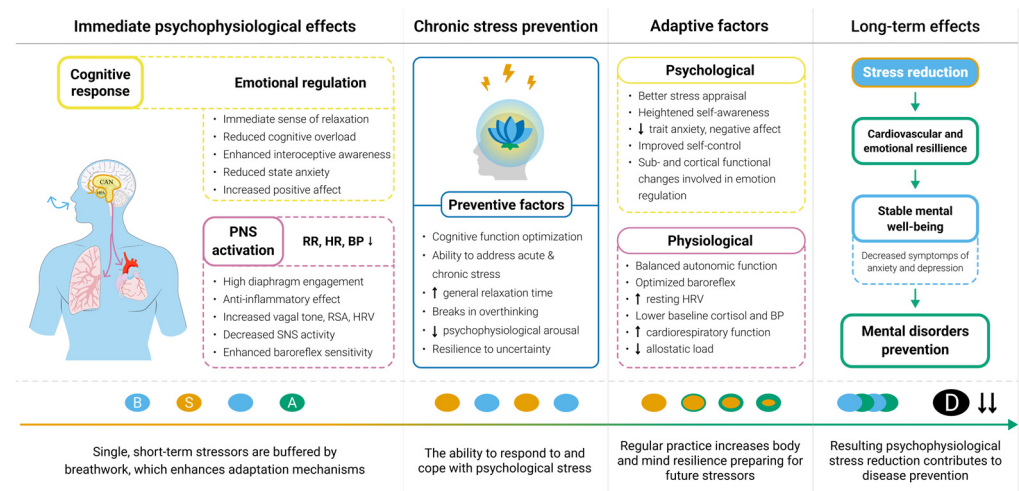 Immediate psychophysiological effects
Chronic stress prevention
Adaptive factors
Long-term effects
Cognitive
response
Emotional regulation
• Immediate sense of relaxation
• Reduced cognitive overload
• Enhanced interoceptive awareness
• Reduced state anxiety
• Increased positive affect
CAN
HPA
PNS
activation
RR, HR, BP ↓
• High diaphragm engagement
• Anti-inflammatory effect
• Increased vagal tone, RSA, HRV
• Decreased SNS activity
• Enhanced baroreflex sensitivity
Preventive factors
• Cognitive function optimization
• Ability to address acute &
chronic stress
• ↑ general relaxation time
• Breaks in overthinking
• ↓ psychophysiological arousal
• Resilience to uncertainty
Psychological
• Better stress appraisal
• Heightened self-awareness
• ↓ trait anxiety, negative affect
• Improved self-control
• Sub- and cortical functional
changes involved in emotion
regulation
Physiological
• Balanced autonomic function
• Optimized baroreflex
• ↑ resting HRV
• Lower baseline cortisol and BP
• ↑ cardiorespiratory function
• ↓ allostatic load
Stress reduction
Cardiovascular and
emotional resillience
Stable mental
well-being
Decreased symptomps of
anxiety and depression
Mental disorders
prevention
B
S
A
D ↓↓
Single, short-term stressors are buffered by
breathwork, which enhances adaptation mechanisms
The ability to respond to and
cope with psychological stress
Regular practice increases body
and mind resilience preparing for
future stressors
Resulting psychophysiological
stress reduction contributes to
disease prevention